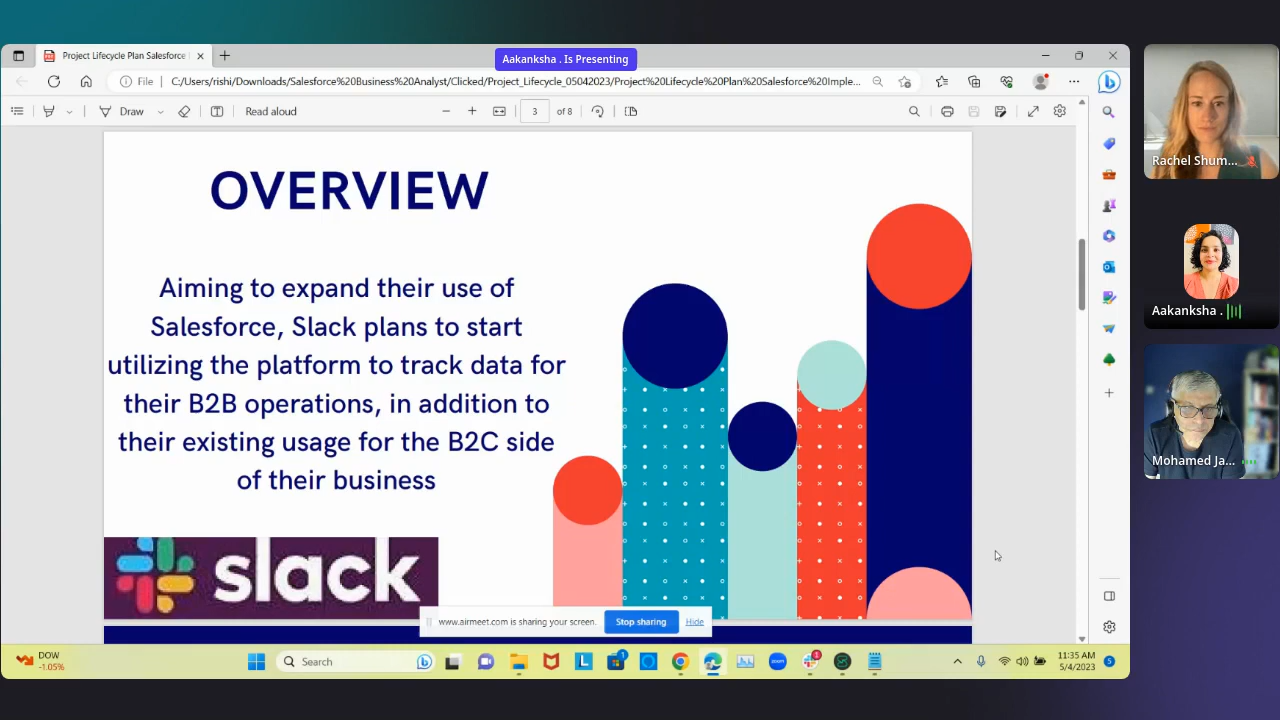 Aakanksha . Is Presenting
Project Lifecycle Plan Salesforce
File
C:/Users/rishi/Downloads/Salesforce%20Business%20Analyst/Clicked/Project_Lifecycle_05042023/Project%20Lifecycle%20Plan%20Salesforce%20Imple...
Draw
Read aloud
3
of 8
OVERVIEW
Aiming to expand their use of
Salesforce, Slack plans to start
utilizing the platform to track data for
their B2B operations, in addition to
their existing usage for the B2C side
of their business
slack
www.airmeet.com is sharing your screen.
Stop sharing
Hide
Rachel Shum...
Aakanksha .
Mohamed Ja...
DOW
-1.05%
Search
11:35 AM
5/4/2023